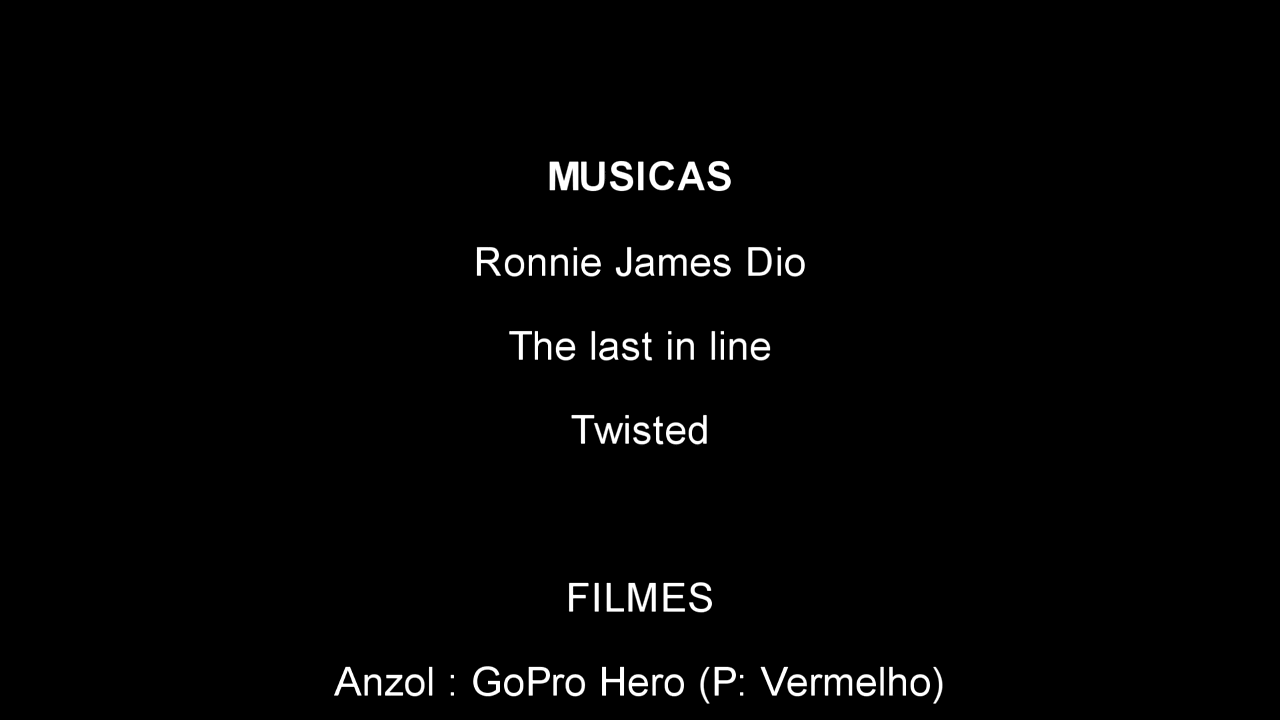 MUSICAS
Ronnie James Dio
The last in line
Twisted
FILMES
Anzol : GoPro Hero (P: Vermelho)